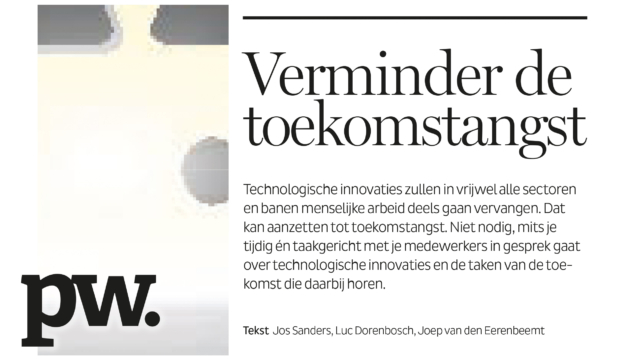 Verminder de
toekomstangst
Technologische innovaties zullen in vrijwel alle sectoren
en banen menselijke arbeid deels gaan vervangen. Dat
kan aanzetten tot toekomstangst. Niet nodig, mits je
tijdig én taakgericht met je medewerkers in gesprek gaat
over technologische innovaties en de taken van de toe-
komst die daarbij horen.
pw.
Tekst Jos Sanders, Luc Dorenbosch, Joep van den Eerenbeemt